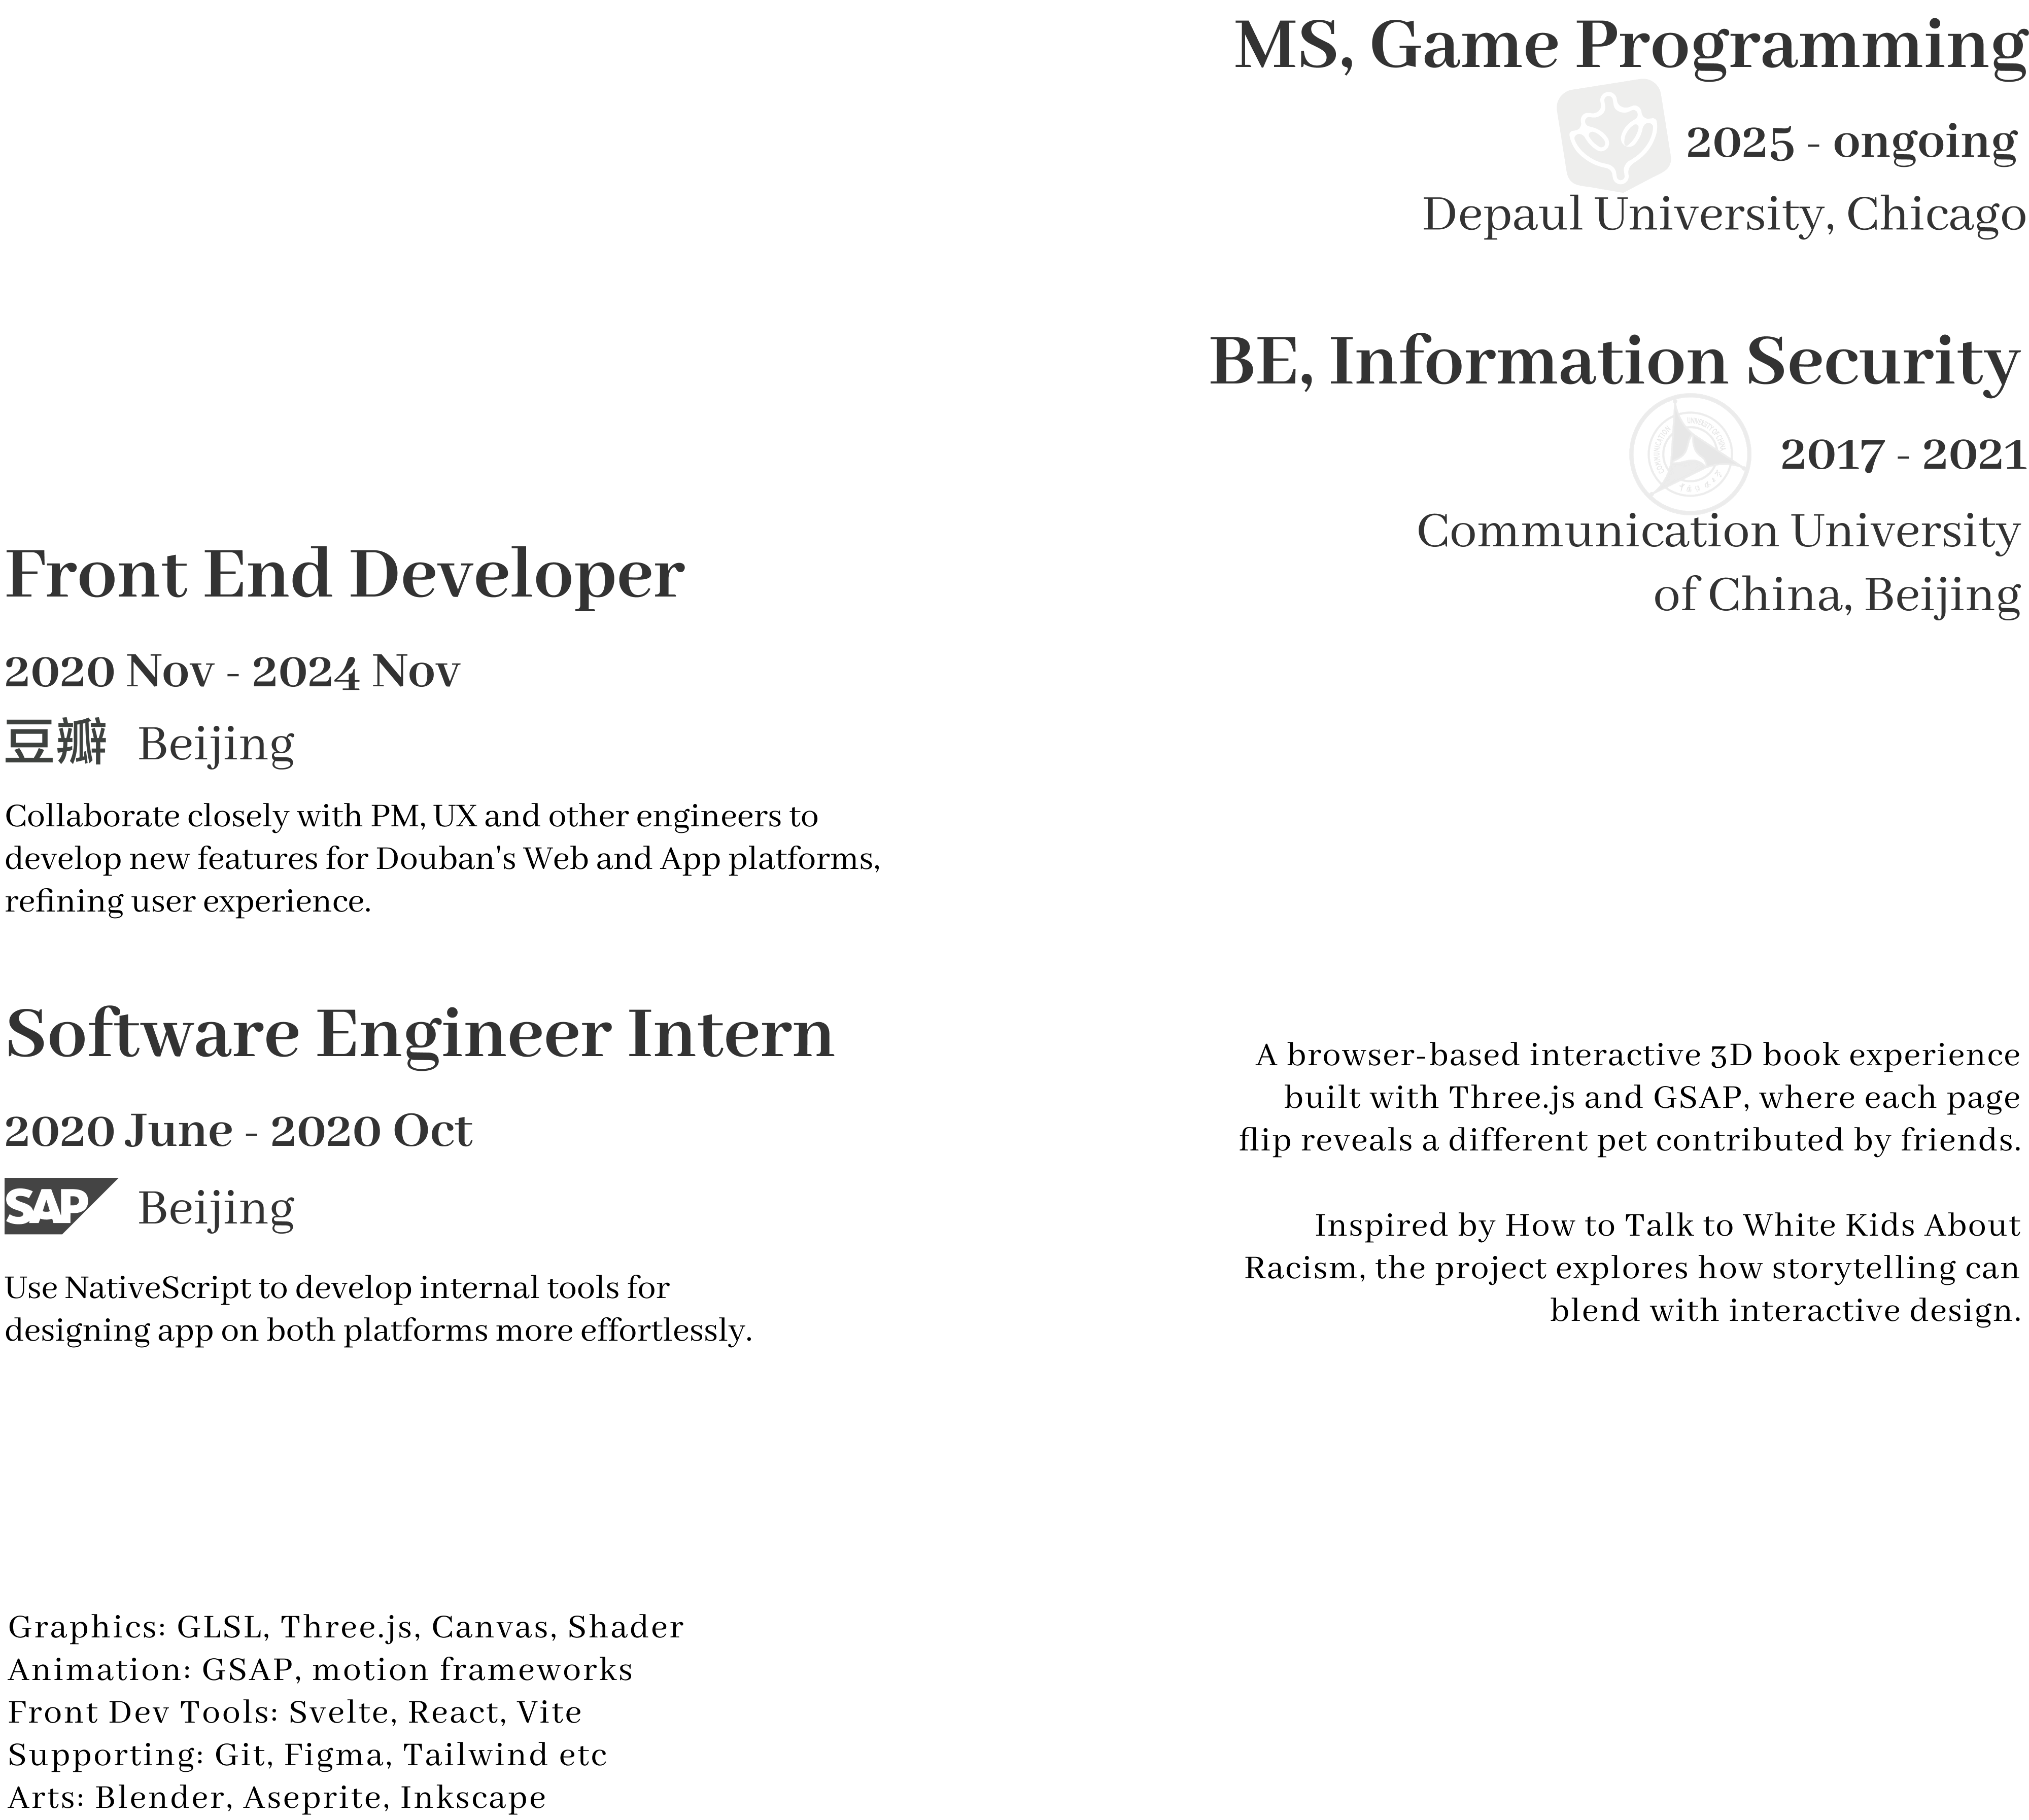 MS, Game Programming
2025 - ongoing
Depaul University, Chicago
BE, Information Security
2017 - 2021
Communication University
of China, Beijing
Front End Developer
2020 Nov - 2024 Nov
豆瓣 Beijing
Collaborate closely with PM, UX and other engineers to
develop new features for Douban's Web and App platforms,
refining user experience.
Software Engineer Intern
2020 June - 2020 Oct
SAP Beijing
Use NativeScript to develop internal tools for
designing app on both platforms more effortlessly.
A browser-based interactive 3D book experience
built with Three.js and GSAP, where each page
flip reveals a different pet contributed by friends.
Inspired by How to Talk to White Kids About
Racism, the project explores how storytelling can
blend with interactive design.
Graphics: GLSL, Three.js, Canvas, Shader
Animation: GSAP, motion frameworks
Front Dev Tools: Svelte, React, Vite
Supporting: Git, Figma, Tailwind etc
Arts: Blender, Aseprite, Inkscape